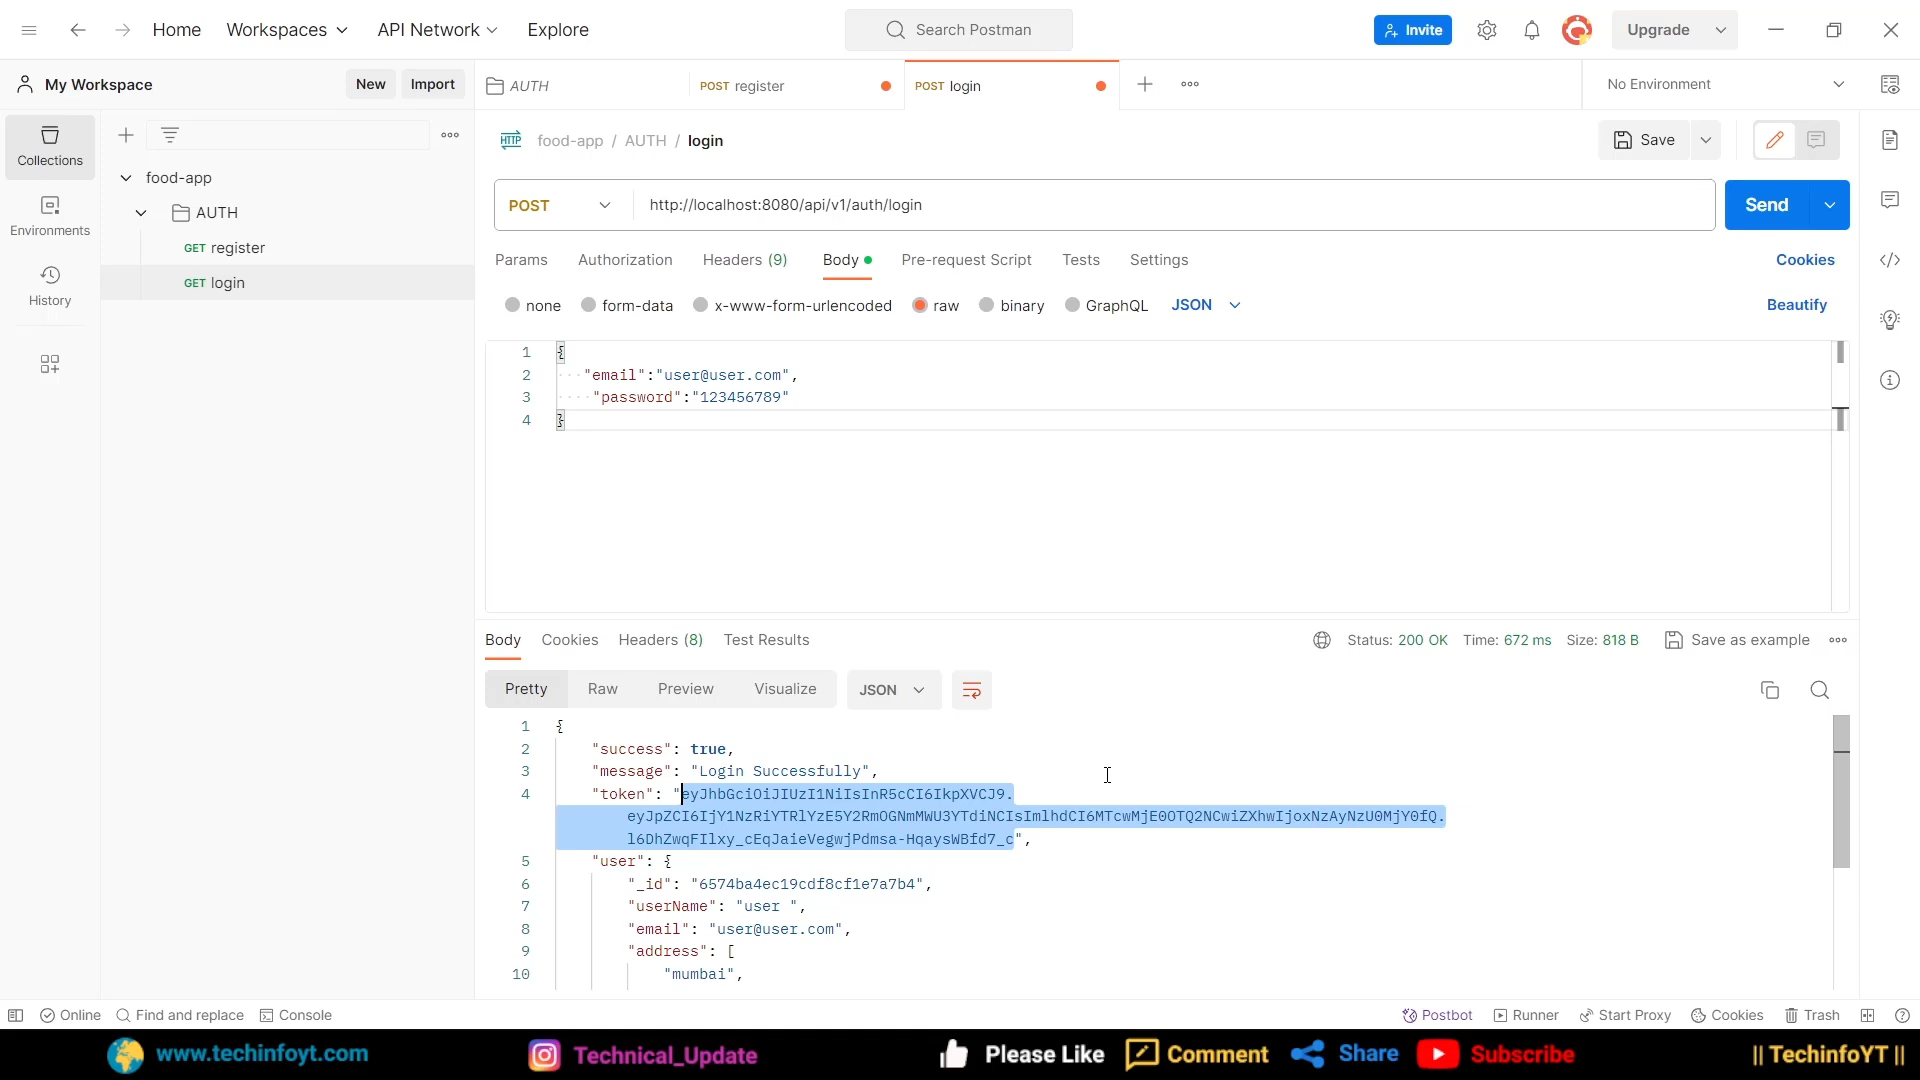 Home Workspaces API Network Explore Search Postman Invite Upgrade
My Workspace New Import AUTH POST register POST login No Environment
Collections
Environments
History
food-app
AUTH
GET register
GET login
HTTP food-app / AUTH / login Save
POST http://localhost:8080/api/v1/auth/login Send
Params Authorization Headers (9) Body Pre-request Script Tests Settings Cookies
none form-data x-www-form-urlencoded raw binary GraphQL JSON Beautify
1 {
2 "email":"user@user.com",
3 "password":"123456789"
4 }
Body Cookies Headers (8) Test Results Status: 200 OK Time: 672 ms Size: 818 B Save as example
Pretty Raw Preview Visualize JSON
1 {
2 "success": true,
3 "message": "Login Successfully",
4 "token": "eyJhbGciOiJIUzI1NiIsInR5cCI6IkpXVCJ9.
eyJpZCI6IjY1NzRiYTRlYzE5Y2RmOGNmMWU3YTdiNCIsImlhdCI6MTcwMjE0OTQ2NCwiZXhwIjoxNzAyNzU0MjY0fQ.
l6DhZwqFIlxy_cEqJaieVegwjPdmsa-HqaysWBfd7_c",
5 "user": {
6 "_id": "6574ba4ec19cdf8cf1e7a7b4",
7 "userName": "user ",
8 "email": "user@user.com",
9 "address": [
10 "mumbai",
Online Find and replace Console Postbot Runner Start Proxy Cookies Trash
www.techinfoyt.com Technical_Update Please Like Comment Share Subscribe || TechinfoYT ||